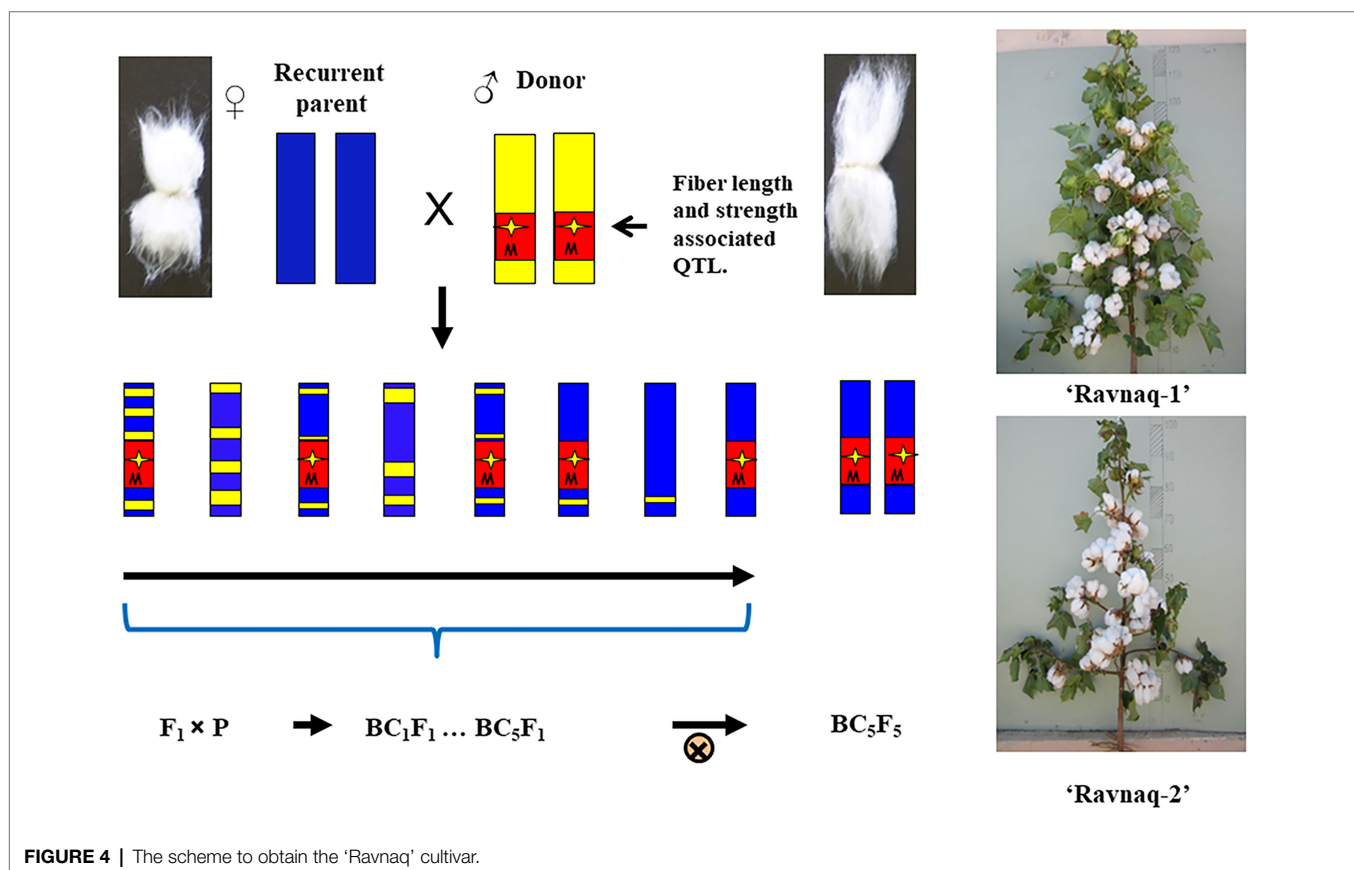 ♀ Recurrent
parent
♂ Donor
X
Fiber length
and strength
associated
QTL.
M M
M M M M M M M
'Ravnaq-1'
F₁ × P
BC₁F₁ ... BC₅F₁
BC₅F₅
'Ravnaq-2'
FIGURE 4 | The scheme to obtain the 'Ravnaq' cultivar.